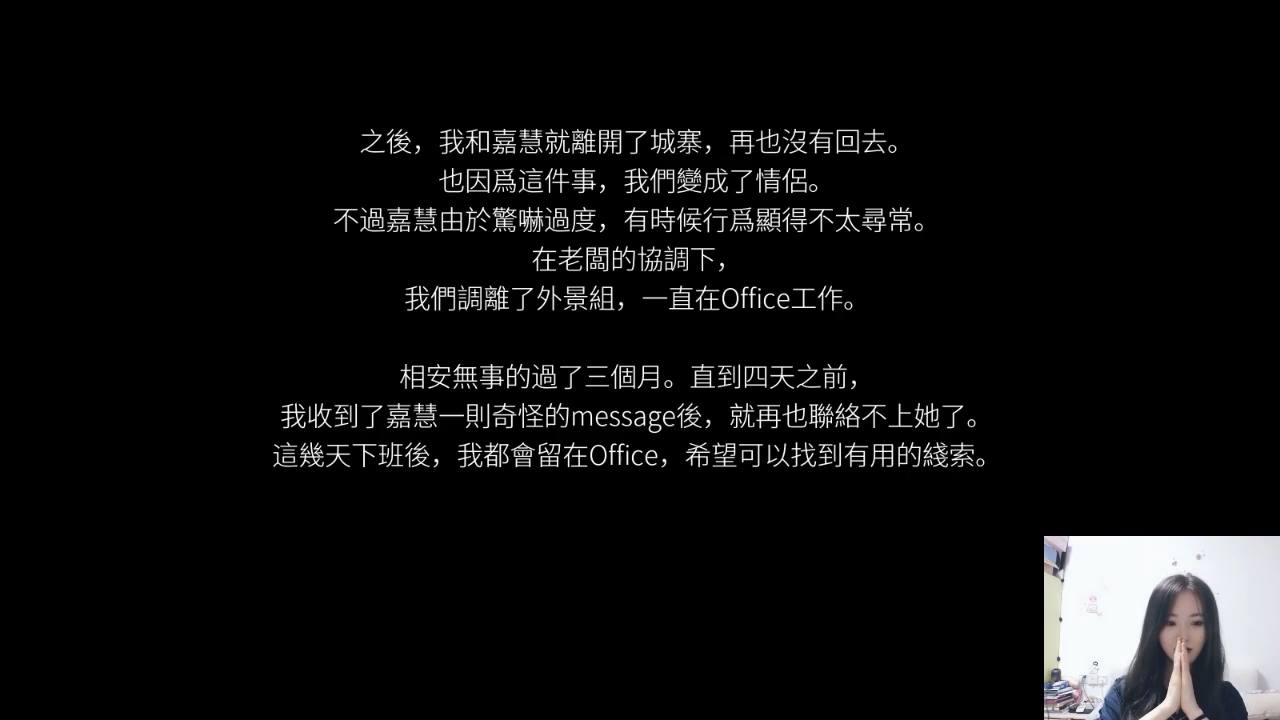 之後，我和嘉慧就離開了城寨，再也沒有回去。
也因爲這件事，我們變成了情侶。
不過嘉慧由於驚嚇過度，有時候行爲顯得不太尋常。
在老闆的協調下，
我們調離了外景組，一直在Office工作。
相安無事的過了三個月。直到四天之前，
我收到了嘉慧一則奇怪的message後，就再也聯絡不上她了。
這幾天下班後，我都會留在Office，希望可以找到有用的綫索。